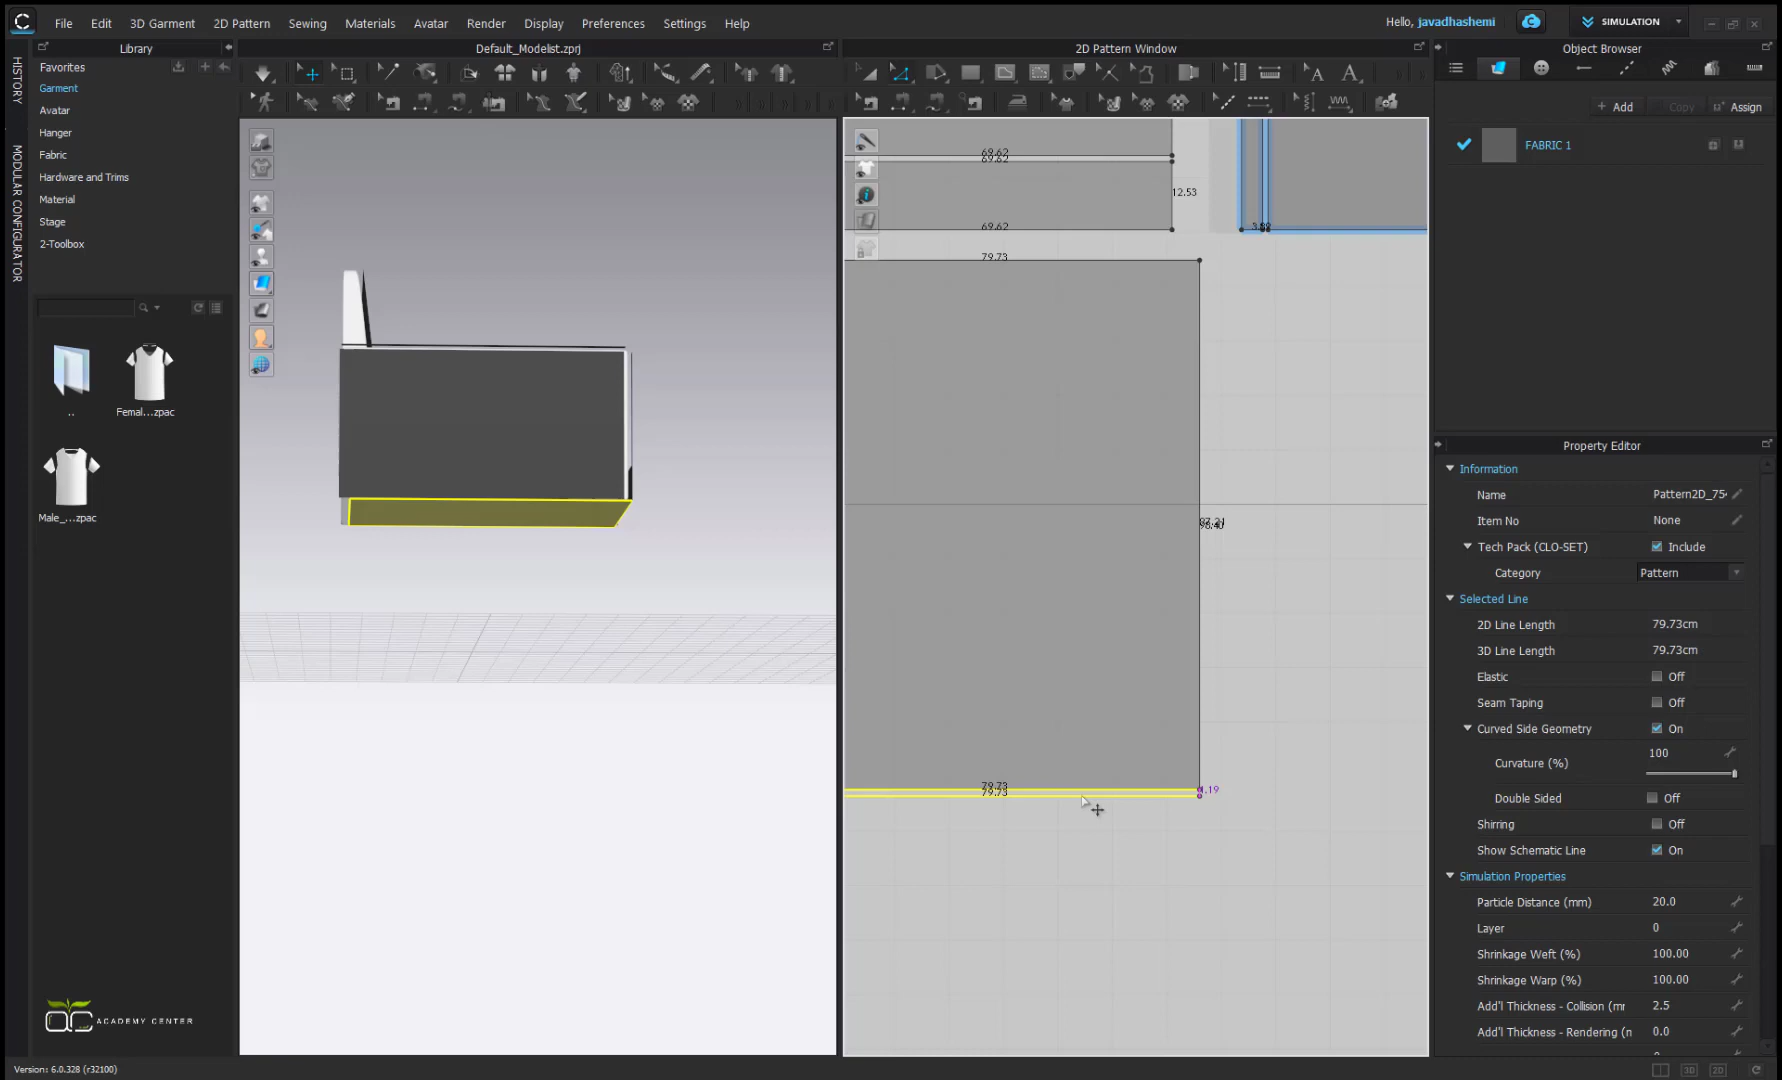 File Edit 3D Garment 2D Pattern Sewing Materials Avatar Render Display Preferences Settings Help
Hello, javadhashemi
SIMULATION
HISTORY
MODULAR CONFIGURATOR
Library
Favorites
Garment
Avatar
Hanger
Fabric
Hardware and Trims
Material
Stage
2-Toolbox
..
Femal...zpac
Male_...zpac
ACADEMY CENTER
Version: 6.0.328 (r32100)
Default_Modelist.zprj
2D Pattern Window
69.62
69.62
12.53
69.62
79.73
79.73
79.73
Object Browser
Add Copy Assign
FABRIC 1
Property Editor
Information
Name Pattern2D_75
Item No None
Tech Pack (CLO-SET) Include
Category Pattern
Selected Line
2D Line Length 79.73cm
3D Line Length 79.73cm
Elastic Off
Seam Taping Off
Curved Side Geometry On
Curvature (%) 100
Double Sided Off
Shirring Off
Show Schematic Line On
Simulation Properties
Particle Distance (mm) 20.0
Layer 0
Shrinkage Weft (%) 100.00
Shrinkage Warp (%) 100.00
Add'l Thickness - Collision (mr 2.5
Add'l Thickness - Rendering (n 0.0
3D 2D